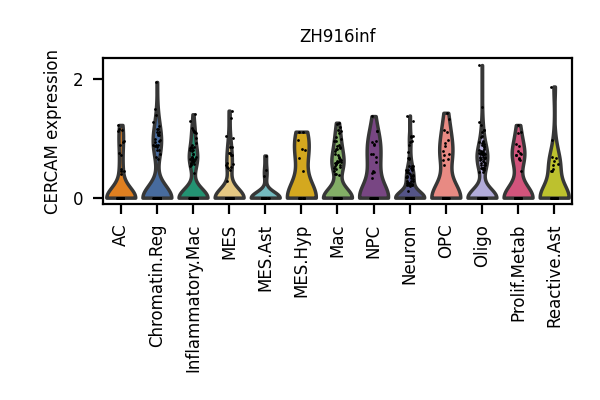 ZH916inf
CERCAM expression
2
0
AC
Chromatin.Reg
Inflammatory.Mac
MES
MES.Ast
MES.Hyp
Mac
NPC
Neuron
OPC
Oligo
Prolif.Metab
Reactive.Ast